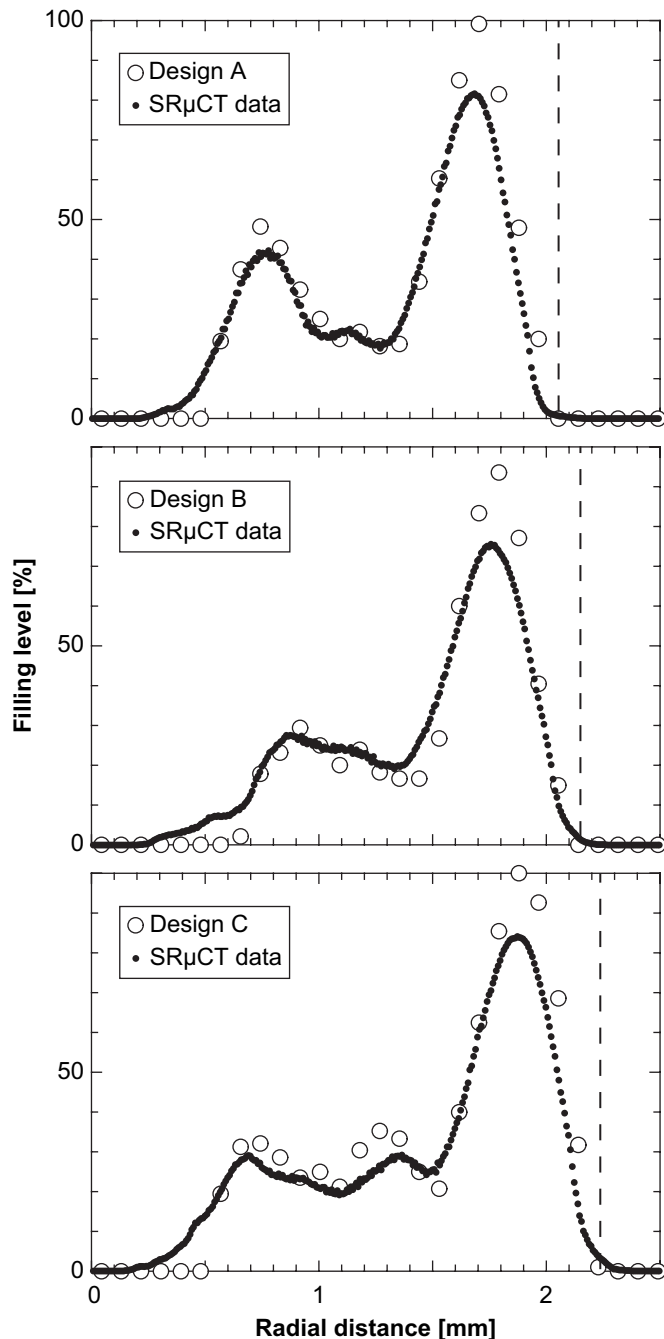 100
Design A
SRµCT data
50
0
Design B
SRµCT data
50
0
Filling level [%]
Design C
SRµCT data
50
0
0 1 2
Radial distance [mm]